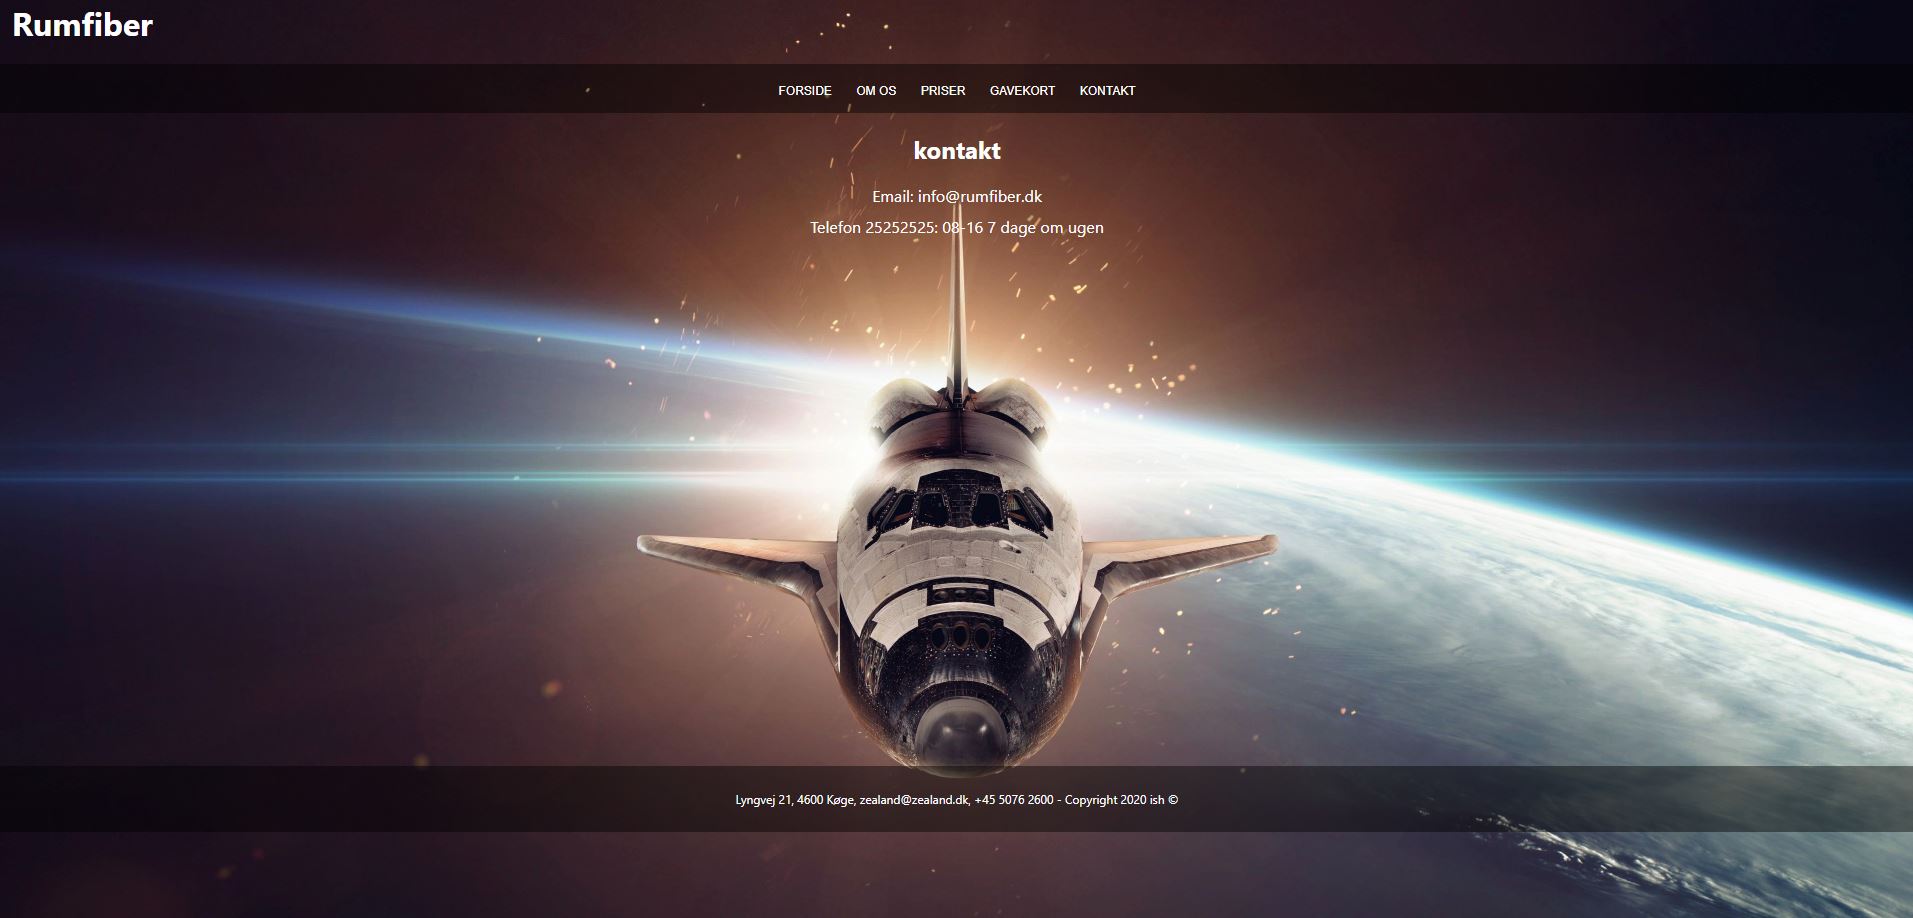 Rumfiber
FORSIDE OM OS PRISER GAVEKORT KONTAKT
kontakt
Email: info@rumfiber.dk
Telefon 25252525: 08-16 7 dage om ugen
Lyngvej 21, 4600 Køge, zealand@zealand.dk, +45 5076 2600 - Copyright 2020 ish ©